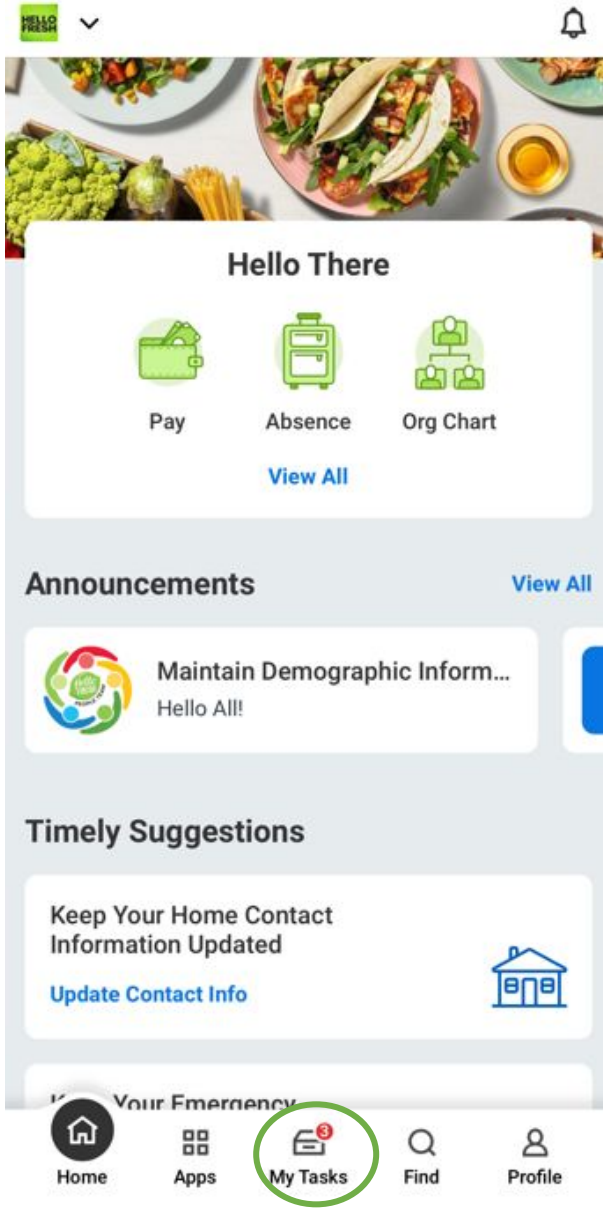 HELLO
FRESH
Hello There
Pay
Absence
Org Chart
View All
Announcements
View All
Maintain Demographic Inform...
Hello All!
Timely Suggestions
Keep Your Home Contact
Information Updated
Update Contact Info
Your Emergency
3
Home
Apps
My Tasks
Find
Profile